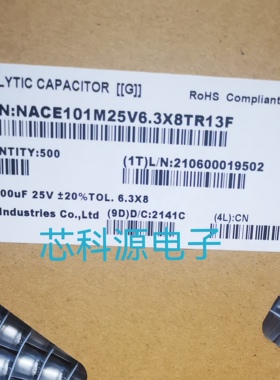 LYTIC CAPACITOR [[G]] RoHS Compliant
N:NACE101M25V6.3X8TR13F
NTITY:500
(1T)L/N:210600019502
00uF 25V ±20%TOL. 6.3X8
Industries Co.,Ltd (9D)D/C:2141C (4L):CN
芯科源电子